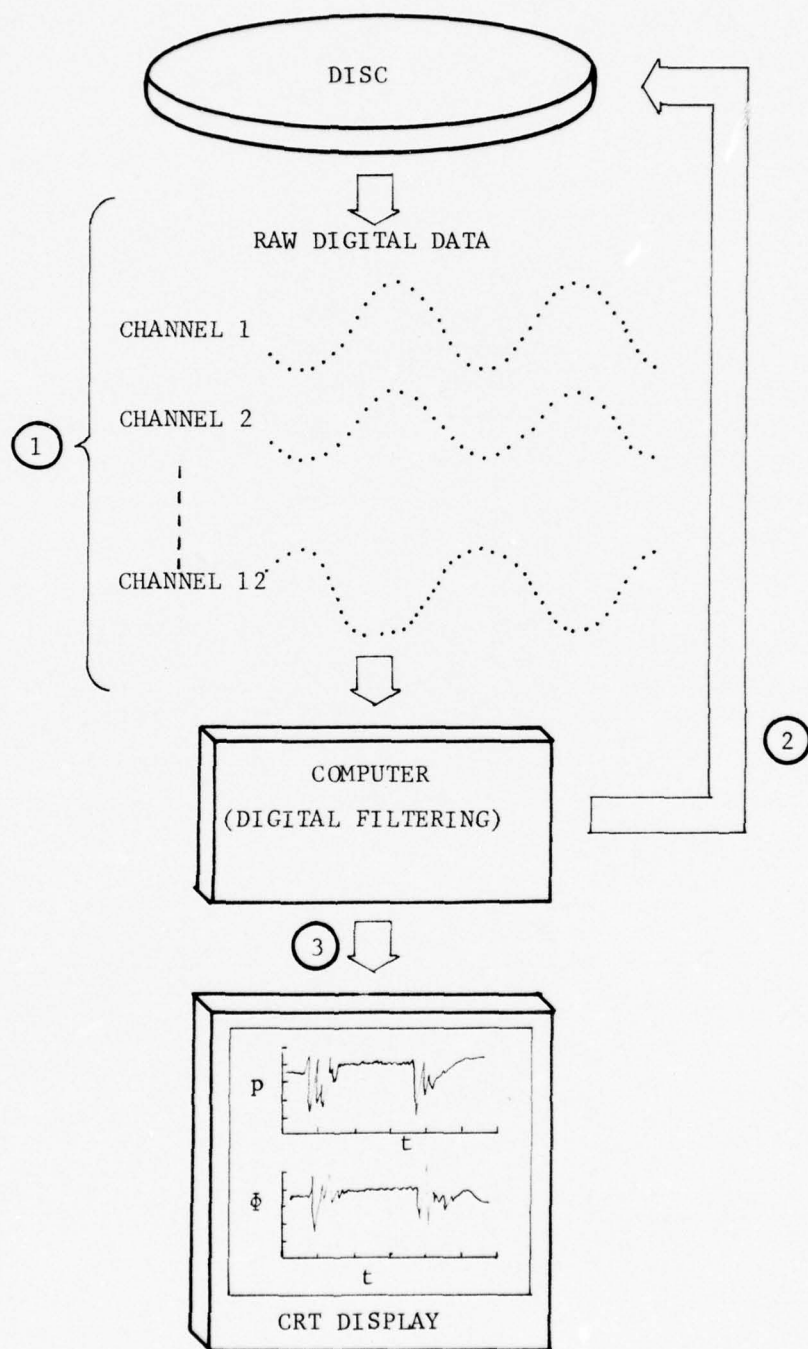 DISC
RAW DIGITAL DATA
CHANNEL 1
CHANNEL 2
1
CHANNEL 12
2
COMPUTER
(DIGITAL FILTERING)
3
p
t
Φ
t
CRT DISPLAY